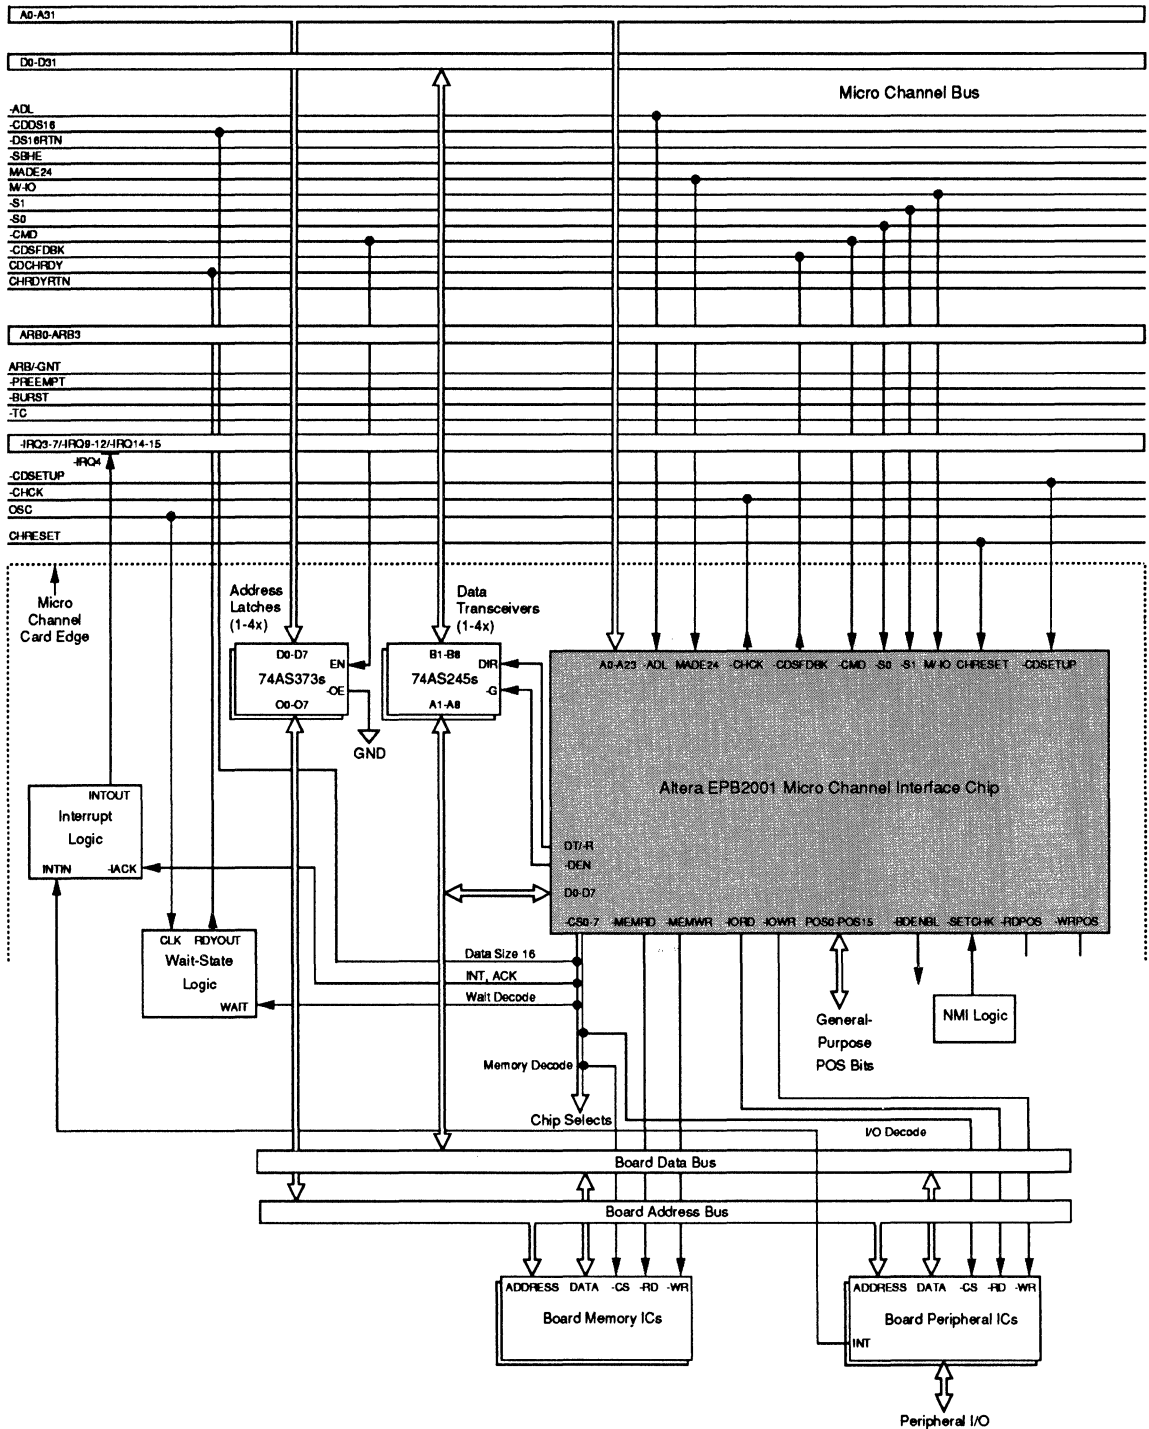 A0-A31
D0-D31
Micro Channel Bus
-ADL
-CDDS16
-DS16RTN
-SBHE
MADE24
M/-IO
-S1
-S0
-CMD
-CDSFDBK
CDCHRDY
CHRDYRTN
ARB0-ARB3
ARB/-GNT
-PREEMPT
-BURST
-TC
-IRQ3-7/-IRQ9-12/-IRQ14-15
-IRQ4
-CDSETUP
-CHCK
OSC
CHRESET
Micro
Channel
Card Edge
Address
Latches
(1-4x)
Data
Transceivers
(1-4x)
D0-D7
EN
74AS373s
-OE
O0-O7
GND
B1-B8
DIR
74AS245s
-G
A1-A8
A0-A23 -ADL MADE24 -CHCK -CDSFDBK -CMD -S0 -S1 M/-IO CHRESET -CDSETUP
Altera EPB2001 Micro Channel Interface Chip
DT/-R
-DEN
D0-D7
-CS0-7 -MEMRD -MEMWR -IORD -IOWR POS0-POS15 -BDENBL -SETCHK -RDPOS -WRPOS
INTOUT
Interrupt
Logic
INTIN -IACK
CLK RDYOUT
Wait-State
Logic
WAIT
Data Size 16
INT, ACK
Wait Decode
Memory Decode
Chip Selects
General-
Purpose
POS Bits
NMI Logic
I/O Decode
Board Data Bus
Board Address Bus
ADDRESS DATA -CS -RD -WR
Board Memory ICs
ADDRESS DATA -CS -RD -WR
Board Peripheral ICs
INT
Peripheral I/O